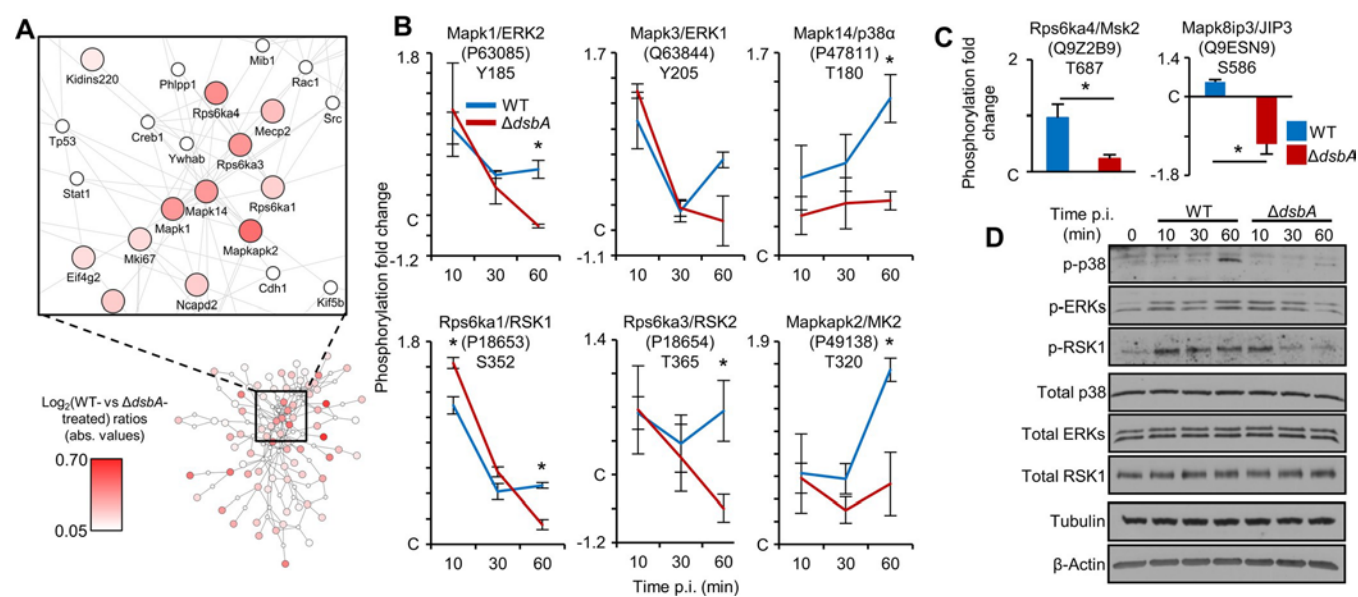 A
Mib1
Kidins220
Phlpp1
Rac1
Rps6ka4
Src
Mecp2
Creb1
Tp53
Ywhab
Rps6ka3
Stat1
Mapk14
Rps6ka1
Mapk1
Mapkapk2
Mki67
Eif4g2
Cdh1
Ncapd2
Kif5b
Log2(WT- vs ΔdsbA-
treated) ratios
(abs. values)
0.70
0.05
B
Phosphorylation fold change
Mapk1/ERK2
(P63085)
Y185
1.8
C
-1.2
10 30 60
WT
ΔdsbA
*
Mapk3/ERK1
(Q63844)
Y205
1.7
C
-1.1
10 30 60
Mapk14/p38α
(P47811)
T180
1.7
C
10 30 60
*
Rps6ka1/RSK1
(P18653)
S352
1.8
C
10 30 60
*
*
Rps6ka3/RSK2
(P18654)
T365
1.4
C
-1.2
10 30 60
*
Mapkapk2/MK2
(P49138)
T320
1.9
C
10 30 60
*
Time p.i. (min)
C
Phosphorylation fold
change
Rps6ka4/Msk2
(Q9Z2B9)
T687
2
C
*
Mapk8ip3/JIP3
(Q9ESN9)
S586
1.4
C
-1.8
*
WT
ΔdsbA
D
Time p.i.
(min)
WT
ΔdsbA
0 10 30 60 10 30 60
p-p38
p-ERKs
p-RSK1
Total p38
Total ERKs
Total RSK1
Tubulin
β-Actin